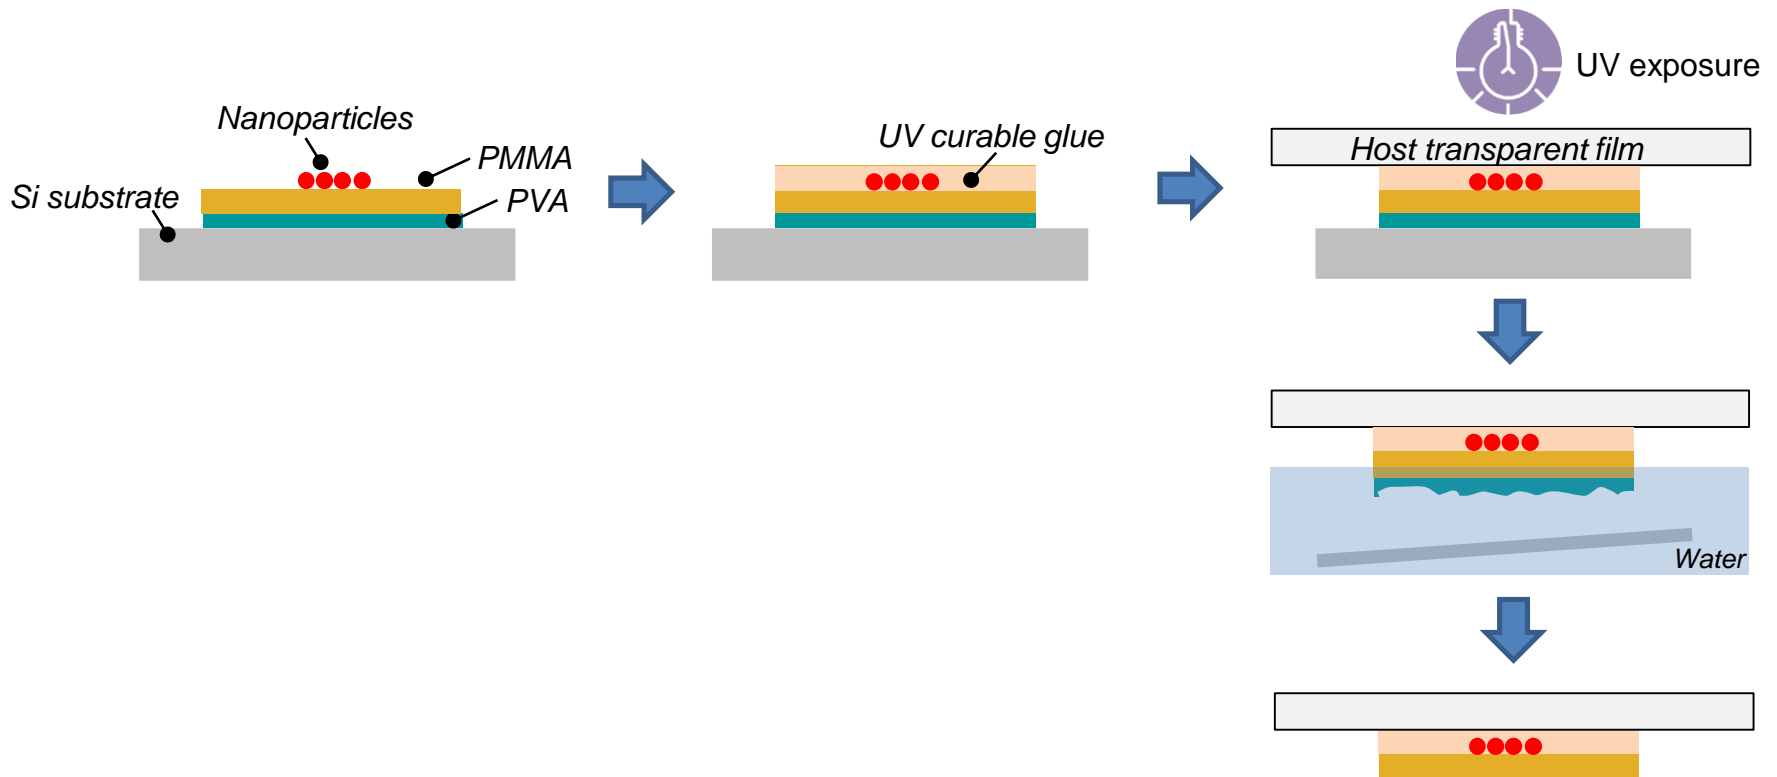 UV exposure
Nanoparticles
PMMA
UV curable glue
Host transparent film
Si substrate
PVA
Water